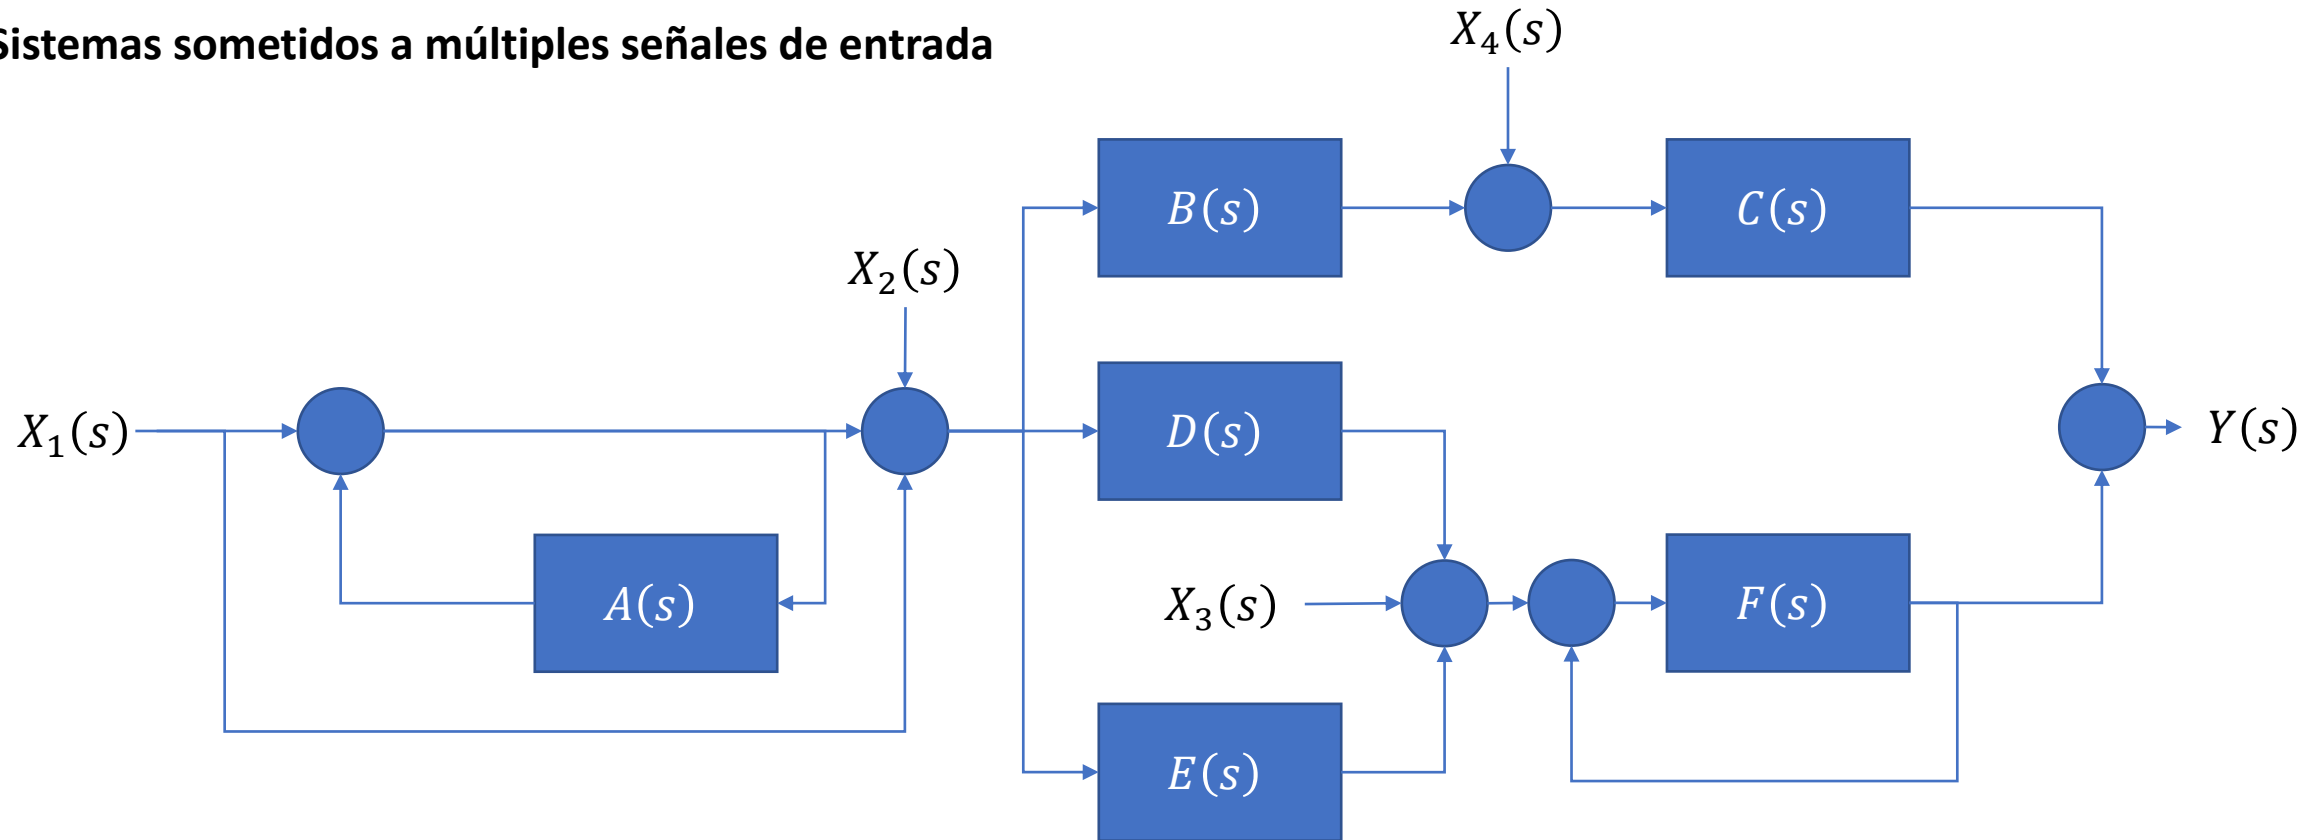 Sistemas sometidos a múltiples señales de entrada
X₄(s)
B(s)
C(s)
X₂(s)
X₁(s)
D(s)
Y(s)
A(s)
X₃(s)
F(s)
E(s)